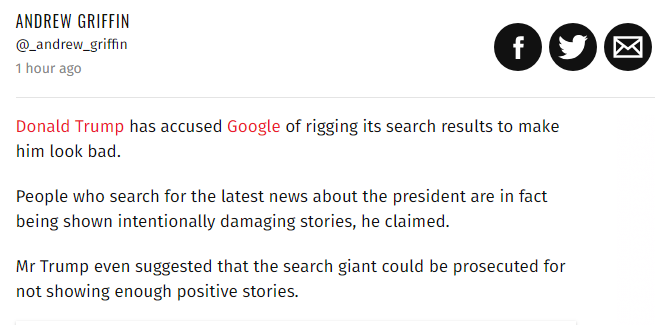 ANDREW GRIFFIN
@_andrew_griffin
1 hour ago
Donald Trump has accused Google of rigging its search results to make
him look bad.
People who search for the latest news about the president are in fact
being shown intentionally damaging stories, he claimed.
Mr Trump even suggested that the search giant could be prosecuted for
not showing enough positive stories.